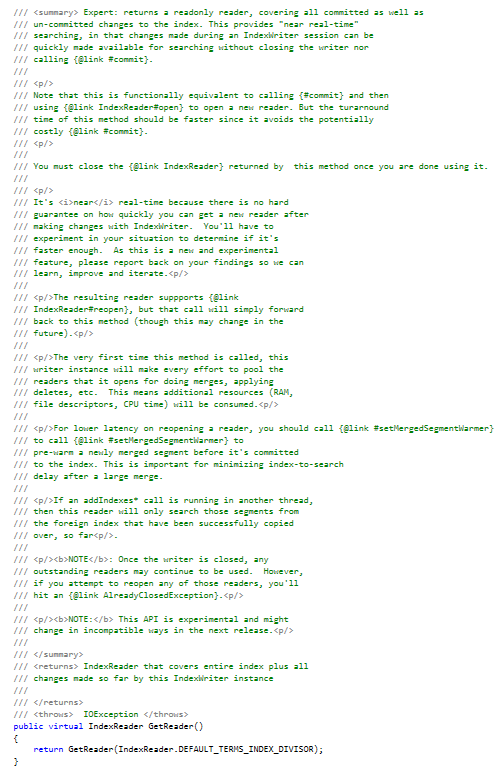 /// <summary> Expert: returns a readonly reader, covering all committed as well as
/// un-committed changes to the index. This provides "near real-time"
/// searching, in that changes made during an IndexWriter session can be
/// quickly made available for searching without closing the writer nor
/// calling {@link #commit}.
///
/// <p/>
/// Note that this is functionally equivalent to calling {#commit} and then
/// using {@link IndexReader#open} to open a new reader. But the turarnound
/// time of this method should be faster since it avoids the potentially
/// costly {@link #commit}.
/// <p/>
///
/// You must close the {@link IndexReader} returned by  this method once you are done using it.
///
/// <p/>
/// It's <i>near</i> real-time because there is no hard
/// guarantee on how quickly you can get a new reader after
/// making changes with IndexWriter.  You'll have to
/// experiment in your situation to determine if it's
/// faster enough.  As this is a new and experimental
/// feature, please report back on your findings so we can
/// learn, improve and iterate.<p/>
///
/// <p/>The resulting reader suppports {@link
/// IndexReader#reopen}, but that call will simply forward
/// back to this method (though this may change in the
/// future).<p/>
///
/// <p/>The very first time this method is called, this
/// writer instance will make every effort to pool the
/// readers that it opens for doing merges, applying
/// deletes, etc.  This means additional resources (RAM,
/// file descriptors, CPU time) will be consumed.<p/>
///
/// <p/>For lower latency on reopening a reader, you should call {@link #setMergedSegmentWarmer}
/// to call {@link #setMergedSegmentWarmer} to
/// pre-warm a newly merged segment before it's committed
/// to the index. This is important for minimizing index-to-search
/// delay after a large merge.
///
/// <p/>If an addIndexes* call is running in another thread,
/// then this reader will only search those segments from
/// the foreign index that have been successfully copied
/// over, so far<p/>.
///
/// <p/><b>NOTE</b>: Once the writer is closed, any
/// outstanding readers may continue to be used.  However,
/// if you attempt to reopen any of those readers, you'll
/// hit an {@link AlreadyClosedException}.<p/>
///
/// <p/><b>NOTE:</b> This API is experimental and might
/// change in incompatible ways in the next release.<p/>
///
/// </summary>
/// <returns> IndexReader that covers entire index plus all
/// changes made so far by this IndexWriter instance
///
/// </returns>
/// <throws>  IOException </throws>
public virtual IndexReader GetReader()
{
    return GetReader(IndexReader.DEFAULT_TERMS_INDEX_DIVISOR);
}